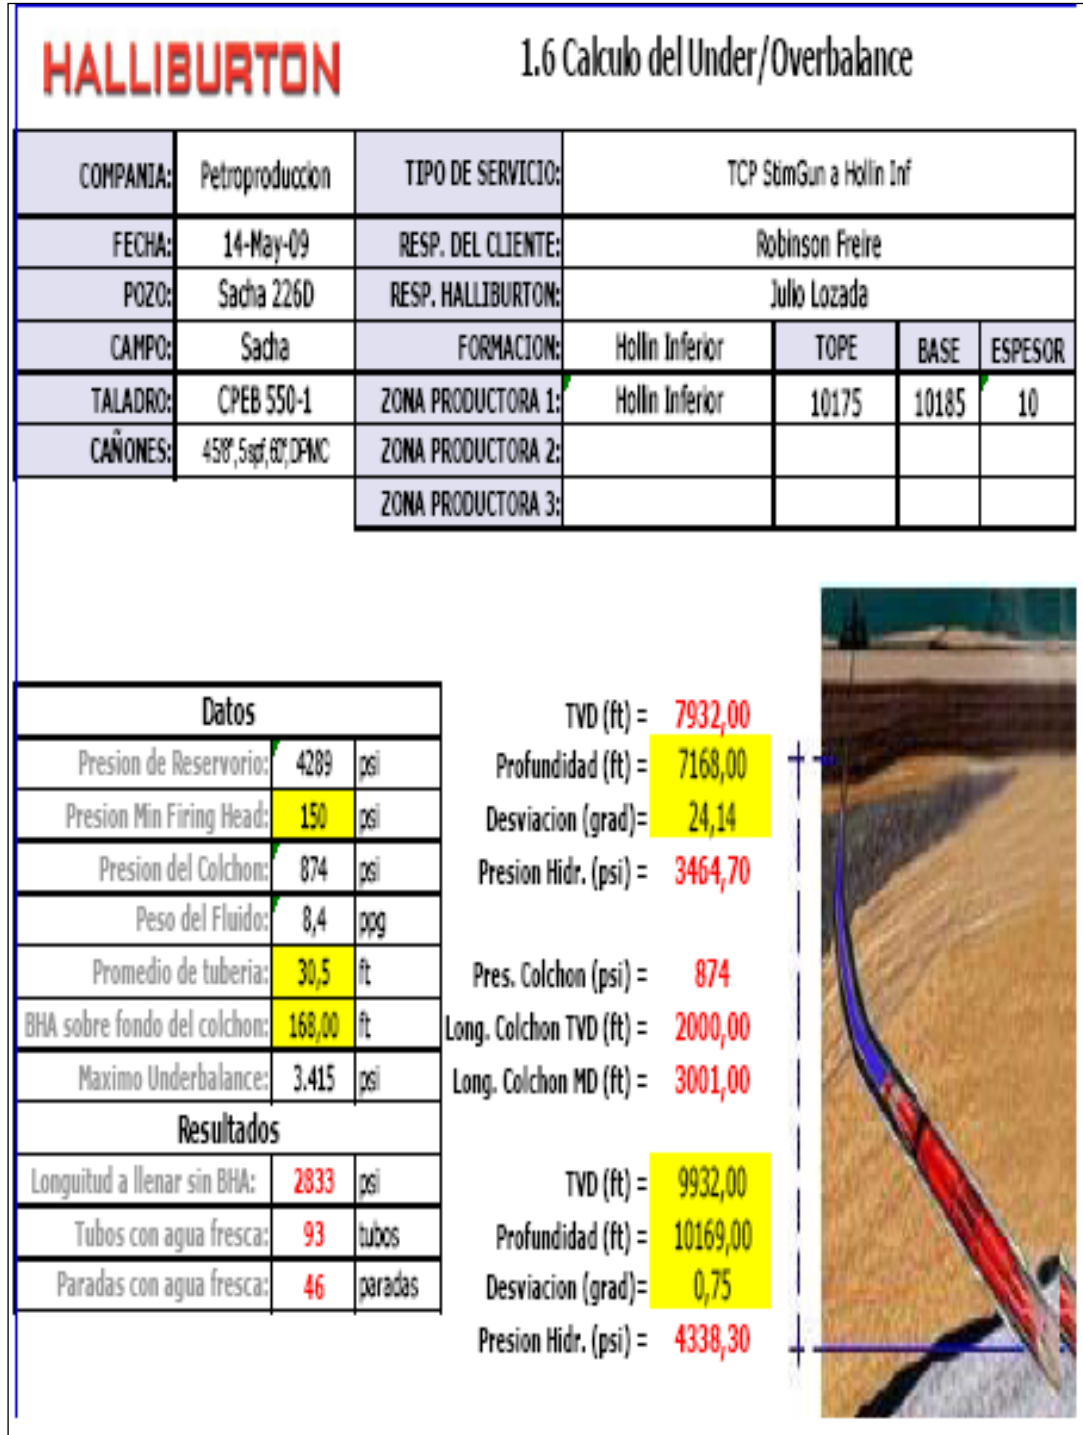 HALLIBURTON
1.6 Calculo del Under/Overbalance
COMPANIA: Petroproduccion TIPO DE SERVICIO: TCP StimGun a Hollin Inf
FECHA: 14-May-09 RESP. DEL CLIENTE: Robinson Freire
POZO: Sacha 226D RESP. HALLIBURTON: Julio Lozada
CAMPO: Sacha FORMACION: Hollin Inferior TOPE BASE ESPESOR
TALADRO: CPEB 550-1 ZONA PRODUCTORA 1: Hollin Inferior 10175 10185 10
CAÑONES: 4 5/8", 5 spf, 60°, DPMC ZONA PRODUCTORA 2:
ZONA PRODUCTORA 3:
Datos
Presion de Reservorio: 4289 psi
Presion Min Firing Head: 150 psi
Presion del Colchon: 874 psi
Peso del Fluido: 8,4 ppg
Promedio de tuberia: 30,5 ft
BHA sobre fondo del colchon: 168,00 ft
Maximo Underbalance: 3.415 psi
Resultados
Longuitud a llenar sin BHA: 2833 psi
Tubos con agua fresca: 93 tubos
Paradas con agua fresca: 46 paradas
TVD (ft) = 7932,00
Profundidad (ft) = 7168,00
Desviacion (grad)= 24,14
Presion Hidr. (psi) = 3464,70
Pres. Colchon (psi) = 874
Long. Colchon TVD (ft) = 2000,00
Long. Colchon MD (ft) = 3001,00
TVD (ft) = 9932,00
Profundidad (ft) = 10169,00
Desviacion (grad)= 0,75
Presion Hidr. (psi) = 4338,30